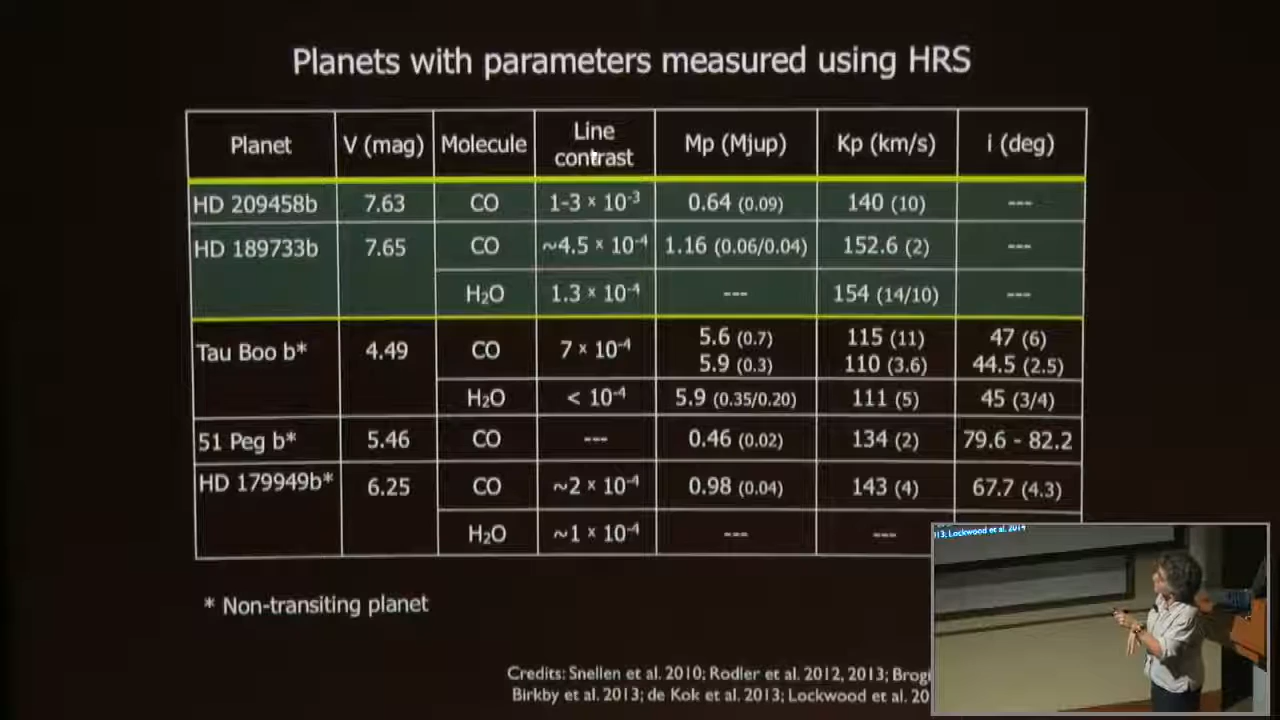 Planets with parameters measured using HRS
Planet V (mag) Molecule Line contrast Mp (Mjup) Kp (km/s) i (deg)
HD 209458b 7.63 CO 1-3 × 10⁻³ 0.64 (0.09) 140 (10) ---
HD 189733b 7.65 CO ~4.5 × 10⁻⁴ 1.16 (0.06/0.04) 152.6 (2) ---
H₂O 1.3 × 10⁻⁴ --- 154 (14/10) ---
Tau Boo b* 4.49 CO 7 × 10⁻⁴ 5.6 (0.7) 115 (11) 47 (6)
5.9 (0.3) 110 (3.6) 44.5 (2.5)
H₂O < 10⁻⁴ 5.9 (0.35/0.20) 111 (5) 45 (3/4)
51 Peg b* 5.46 CO --- 0.46 (0.02) 134 (2) 79.6 - 82.2
HD 179949b* 6.25 CO ~2 × 10⁻⁴ 0.98 (0.04) 143 (4) 67.7 (4.3)
H₂O ~1 × 10⁻⁴ --- ---
* Non-transiting planet
Credits: Snellen et al. 2010; Rodler et al. 2012, 2013; Brogi
Birkby et al. 2013; de Kok et al. 2013; Lockwood et al. 20
13; Lockwood et al. 2014